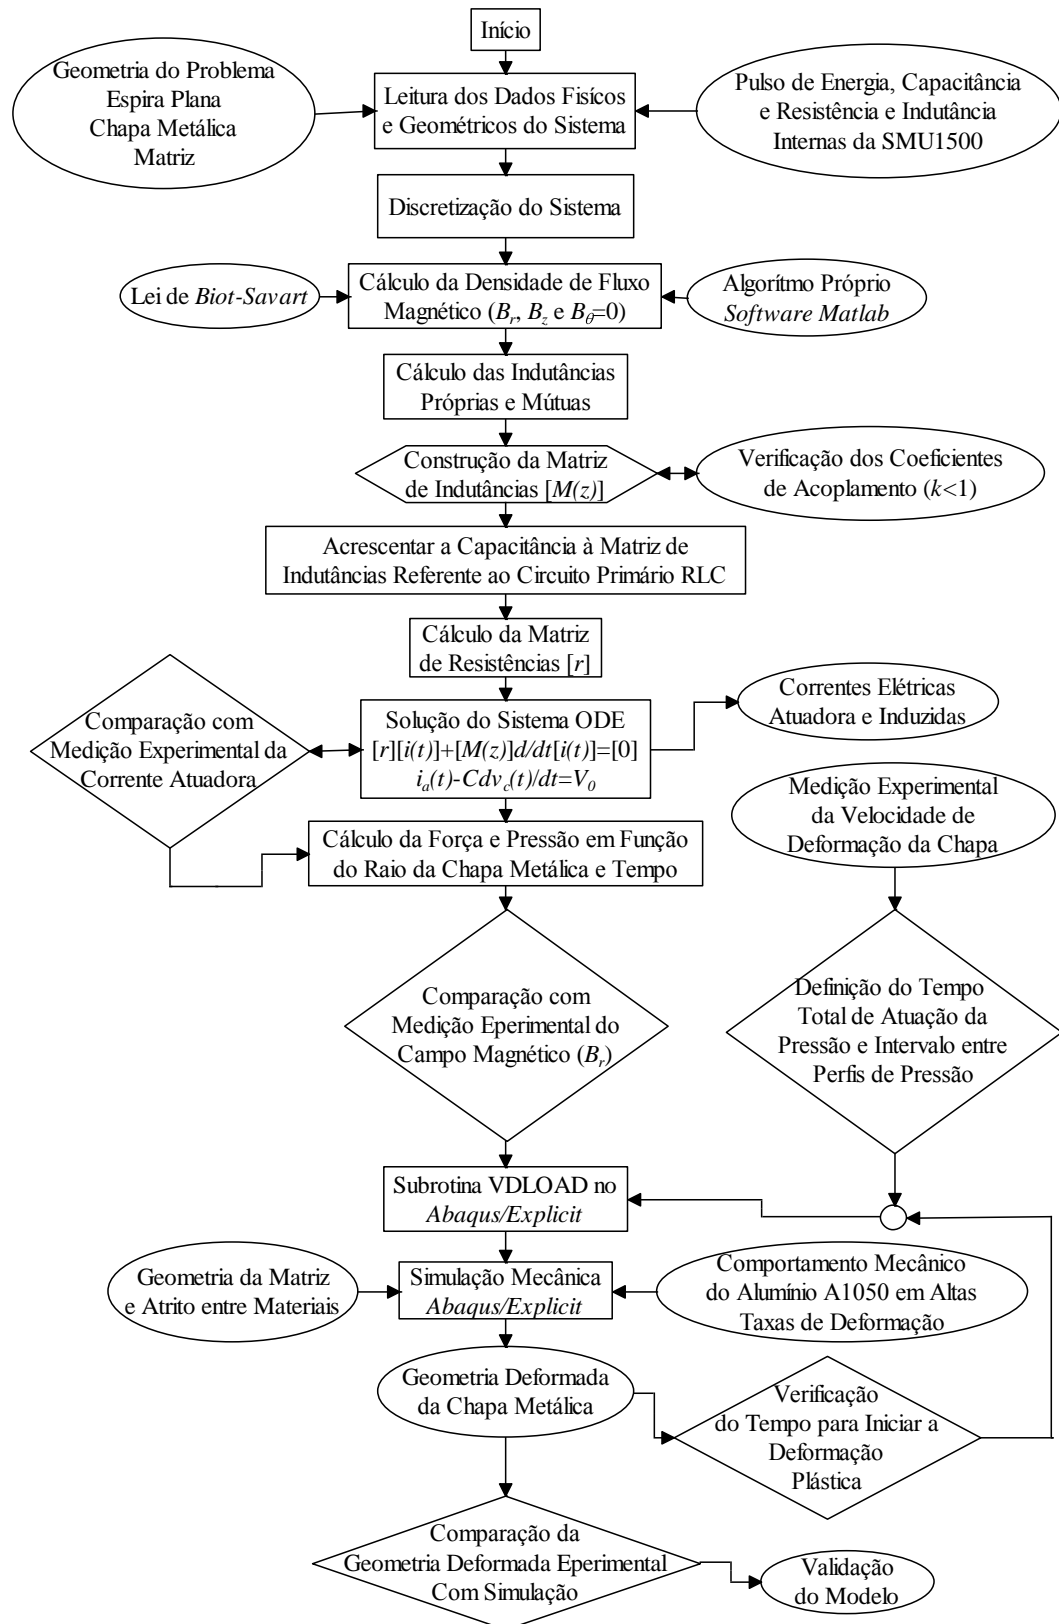 Início
Geometria do Problema
Espira Plana
Chapa Metálica
Matriz
Leitura dos Dados Fisícos
e Geométricos do Sistema
Pulso de Energia, Capacitância
e Resistência e Indutância
Internas da SMU1500
Discretização do Sistema
Lei de Biot-Savart
Cálculo da Densidade de Fluxo
Magnético (Br, Bz e Bθ=0)
Algorítmo Próprio
Software Matlab
Cálculo das Indutâncias
Próprias e Mútuas
Construção da Matriz
de Indutâncias [M(z)]
Verificação dos Coeficientes
de Acoplamento (k<1)
Acrescentar a Capacitância à Matriz de
Indutâncias Referente ao Circuito Primário RLC
Cálculo da Matriz
de Resistências [r]
Comparação com
Medição Experimental da
Corrente Atuadora
Solução do Sistema ODE
[r][i(t)]+[M(z)]d/dt[i(t)]=[0]
ia(t)-Cdvc(t)/dt=V0
Correntes Elétricas
Atuadora e Induzidas
Medição Experimental
da Velocidade de
Deformação da Chapa
Cálculo da Força e Pressão em Função
do Raio da Chapa Metálica e Tempo
Comparação com
Medição Eperimental do
Campo Magnético (Br)
Definição do Tempo
Total de Atuação da
Pressão e Intervalo entre
Perfis de Pressão
Subrotina VDLOAD no
Abaqus/Explicit
Geometria da Matriz
e Atrito entre Materiais
Simulação Mecânica
Abaqus/Explicit
Comportamento Mecânico
do Alumínio A1050 em Altas
Taxas de Deformação
Geometria Deformada
da Chapa Metálica
Verificação
do Tempo para Iniciar a
Deformação
Plástica
Comparação da
Geometria Deformada Eperimental
Com Simulação
Validação
do Modelo